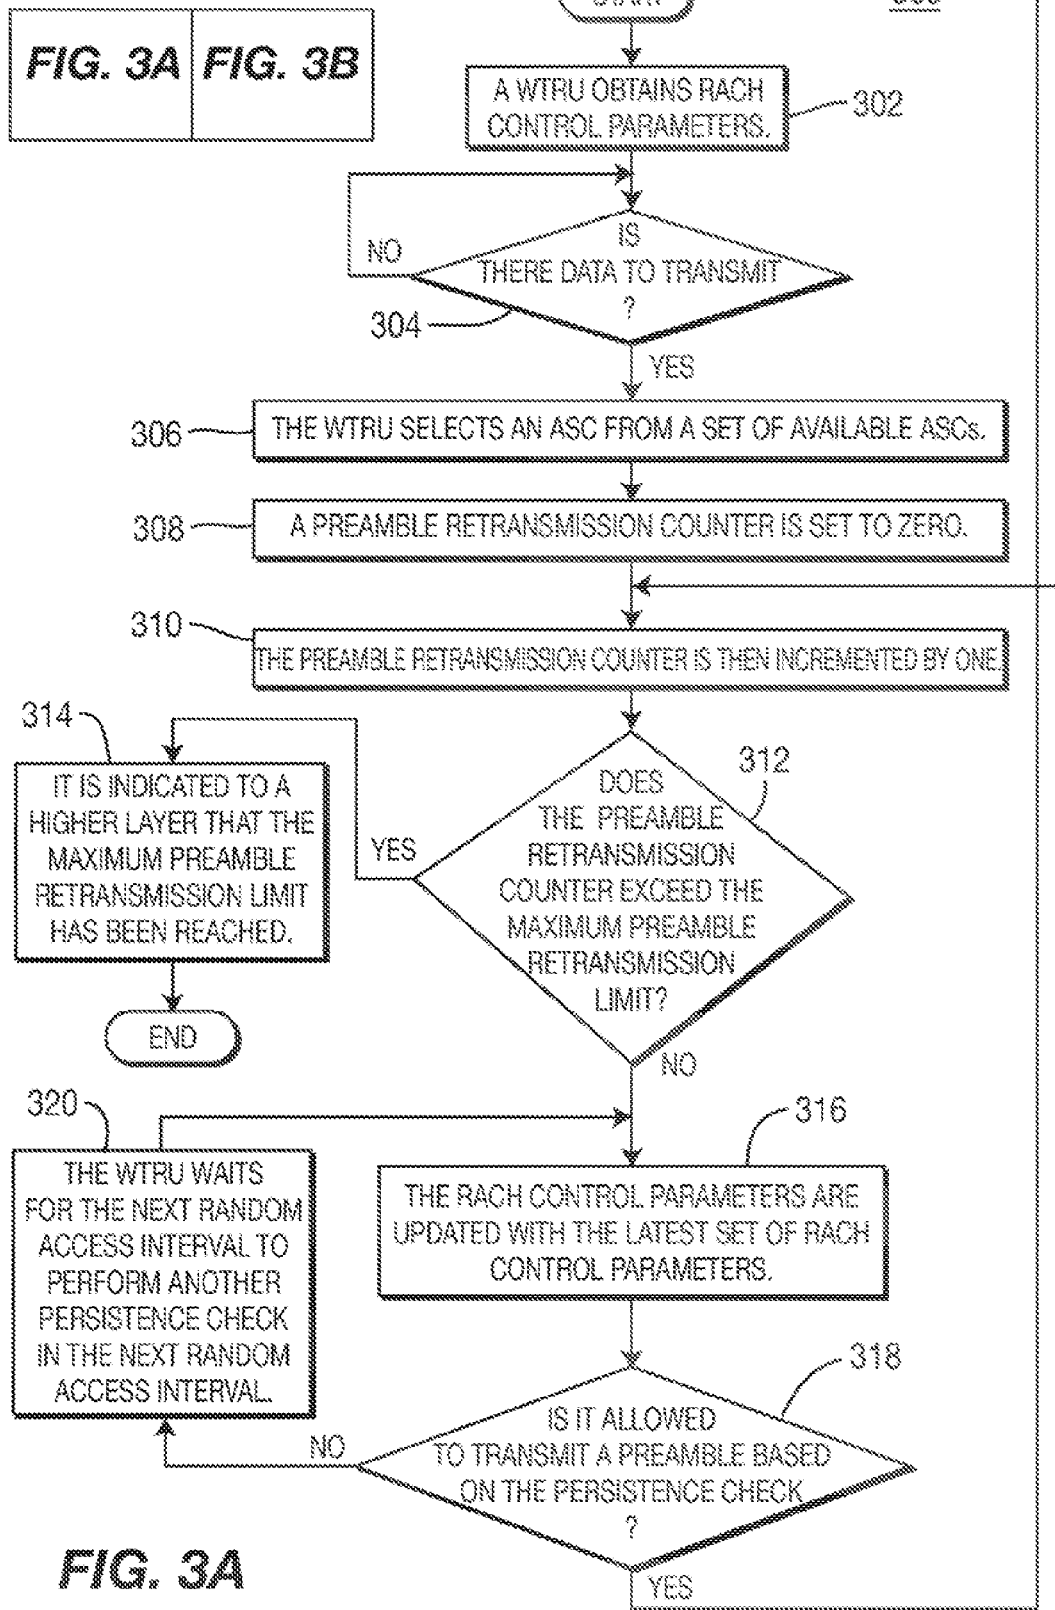 FIG. 3A FIG. 3B
302
A WTRU OBTAINS RACH
CONTROL PARAMETERS.
NO
IS
THERE DATA TO TRANSMIT
?
304
YES
306
THE WTRU SELECTS AN ASC FROM A SET OF AVAILABLE ASCs.
308
A PREAMBLE RETRANSMISSION COUNTER IS SET TO ZERO.
310
THE PREAMBLE RETRANSMISSION COUNTER IS THEN INCREMENTED BY ONE.
314
IT IS INDICATED TO A
HIGHER LAYER THAT THE
MAXIMUM PREAMBLE
RETRANSMISSION LIMIT
HAS BEEN REACHED.
END
YES
312
DOES
THE PREAMBLE
RETRANSMISSION
COUNTER EXCEED THE
MAXIMUM PREAMBLE
RETRANSMISSION
LIMIT?
NO
320
THE WTRU WAITS
FOR THE NEXT RANDOM
ACCESS INTERVAL TO
PERFORM ANOTHER
PERSISTENCE CHECK
IN THE NEXT RANDOM
ACCESS INTERVAL.
316
THE RACH CONTROL PARAMETERS ARE
UPDATED WITH THE LATEST SET OF RACH
CONTROL PARAMETERS.
318
NO
IS IT ALLOWED
TO TRANSMIT A PREAMBLE BASED
ON THE PERSISTENCE CHECK
?
YES
FIG. 3A